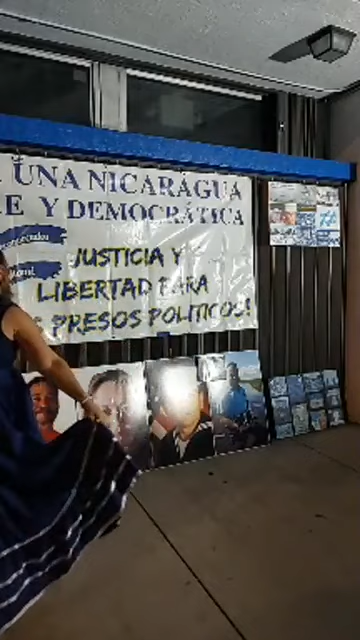 UNA NICARAGUA
E Y DEMOCRÁTICA
JUSTICIA Y
LIBERTAD PARA
PRESOS POLITICOS!